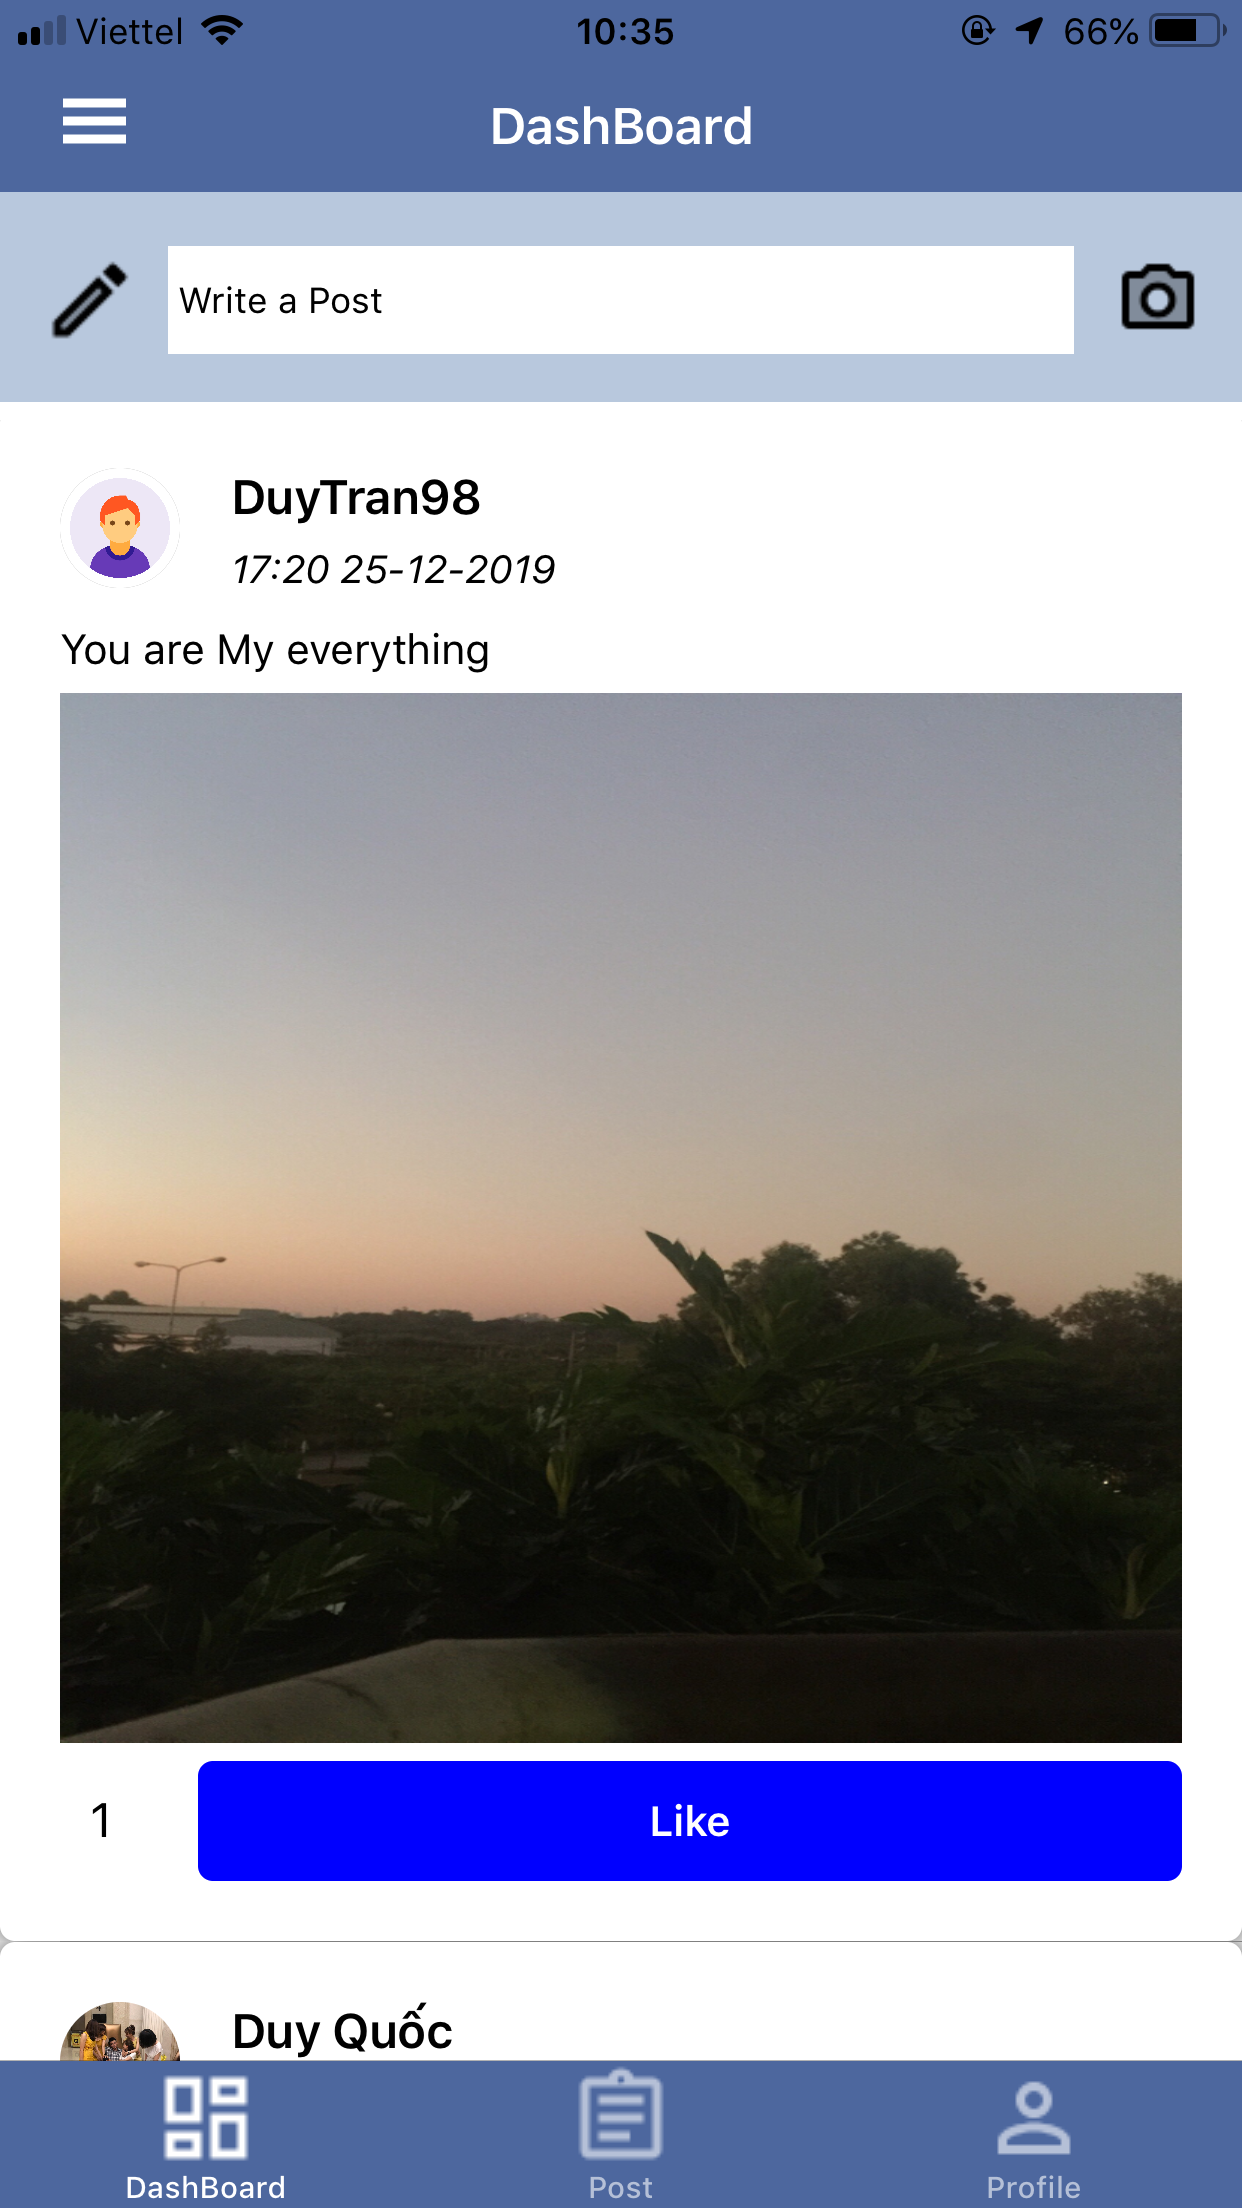 Viettel 10:35 66%
DashBoard
Write a Post
DuyTran98
17:20 25-12-2019
You are My everything
1 Like
Duy Quốc
DashBoard Post Profile